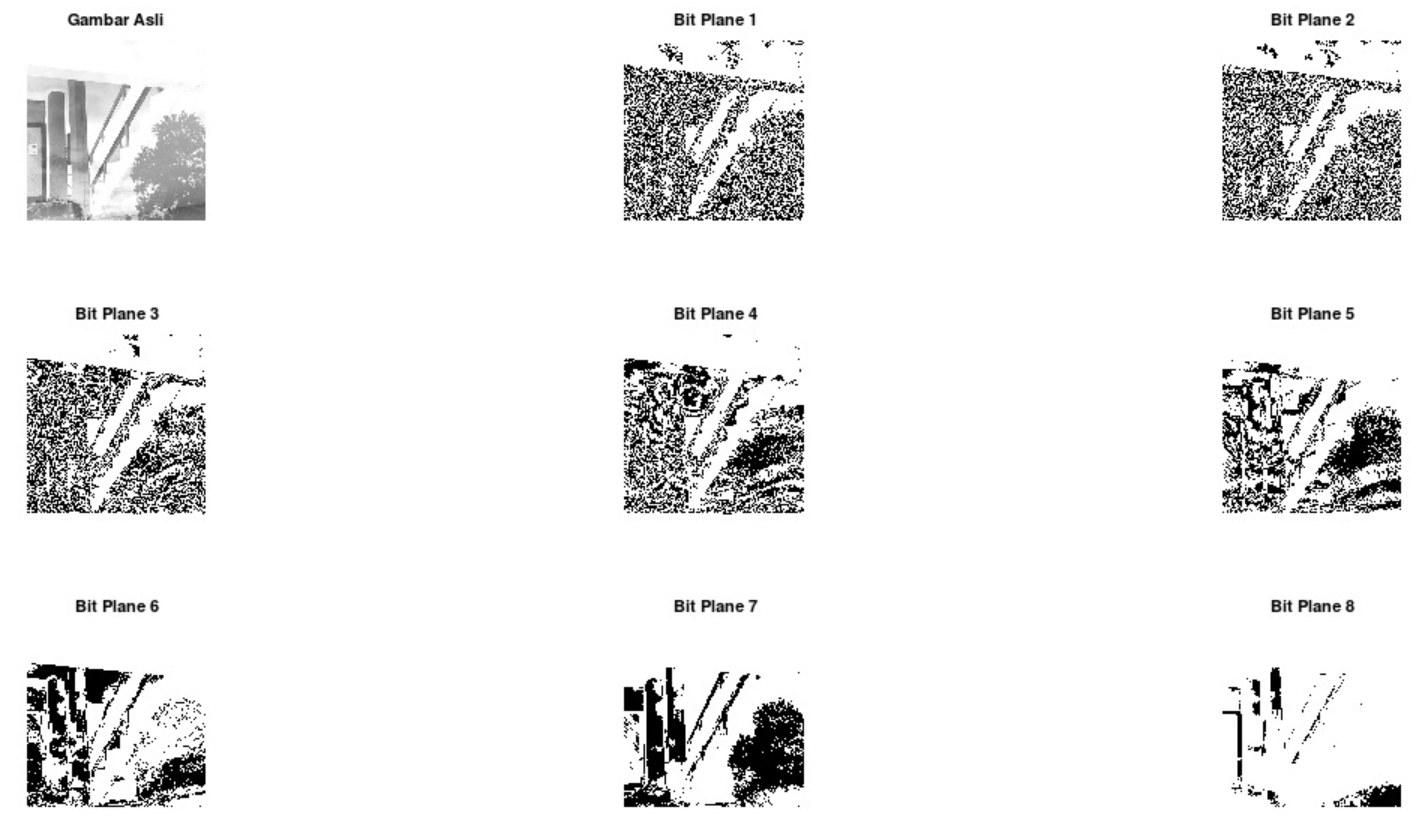 Gambar Asli
Bit Plane 1
Bit Plane 2
Bit Plane 3
Bit Plane 4
Bit Plane 5
Bit Plane 6
Bit Plane 7
Bit Plane 8